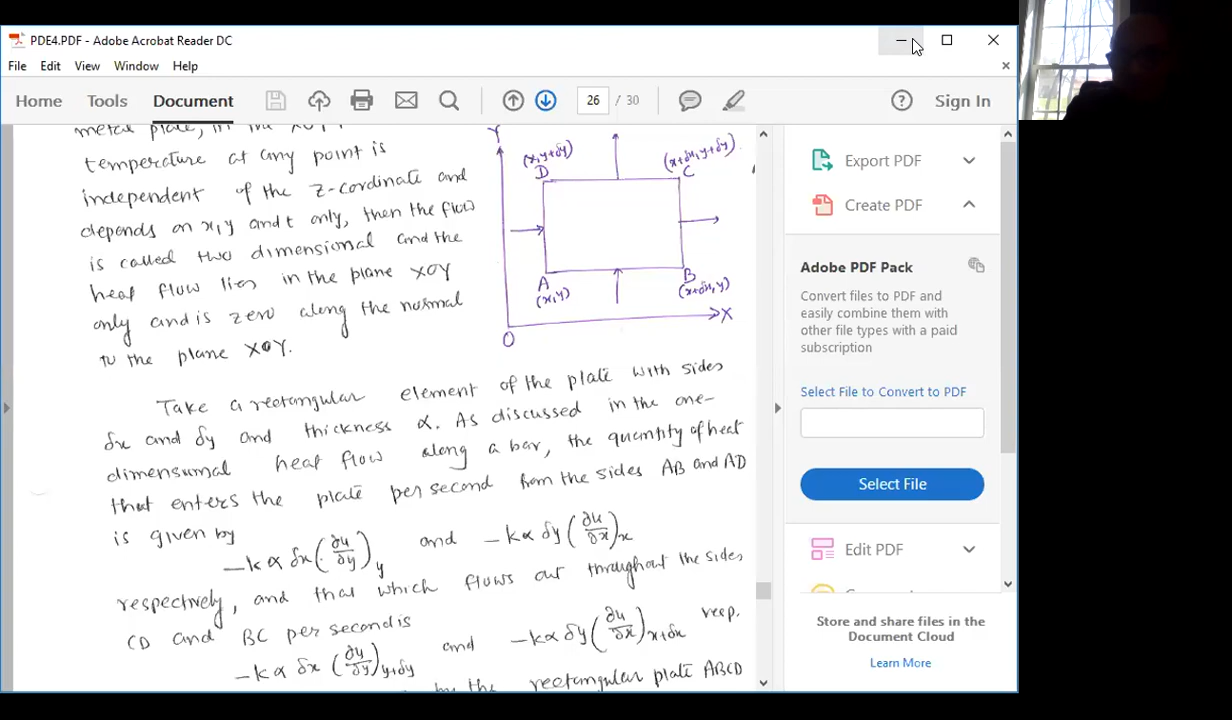 PDE4.PDF - Adobe Acrobat Reader DC
File Edit View Window Help
Home Tools Document 26 / 30 Sign In
metal plate, in the XOY.
temperature at any point is
independent of the z-cordinate and
depends on x,y and t only, then the flow
is called two dimensional and the
heat flow lies in the plane XOY
only and is zero along the normal
to the plane XOY.
Y
(x,y+δy)
D
(x+δx,y+δy)
C
A
(x,y)
B
(x+δx,y)
X
O
Take a rectangular element of the plate with sides
δx and δy and thickness α. As discussed in the one-
dimensional heat flow along a bar, the quantity of heat
that enters the plate per second from the sides AB and AD
is given by
-kα δx(∂u/∂y)y and -kα δy(∂u/∂x)x
respectively, and that which flows out throughout the sides
CD and BC per second is
-kα δx (∂u/∂y)y+δy and -kα δy(∂u/∂x)x+δx resp.
by the rectangular plate ABCD
Export PDF
Create PDF
Adobe PDF Pack
Convert files to PDF and
easily combine them with
other file types with a paid
subscription
Select File to Convert to PDF
Select File
Edit PDF
Store and share files in the
Document Cloud
Learn More